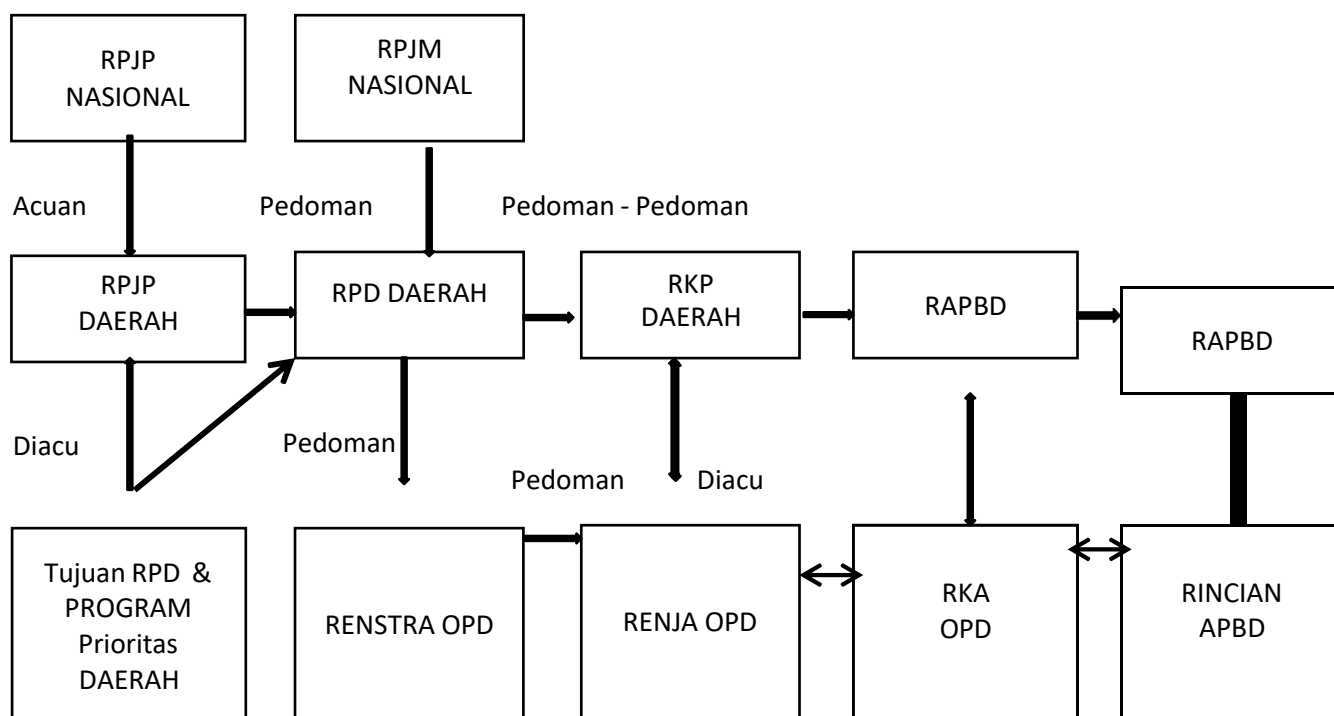 RPJP
NASIONAL
RPJM
NASIONAL
Acuan
Pedoman
Pedoman - Pedoman
RPJP
DAERAH
RPD DAERAH
RKP
DAERAH
RAPBD
RAPBD
Diacu
Pedoman
Pedoman
Diacu
Tujuan RPD &
PROGRAM
Prioritas
DAERAH
RENSTRA OPD
RENJA OPD
RKA
OPD
RINCIAN
APBD